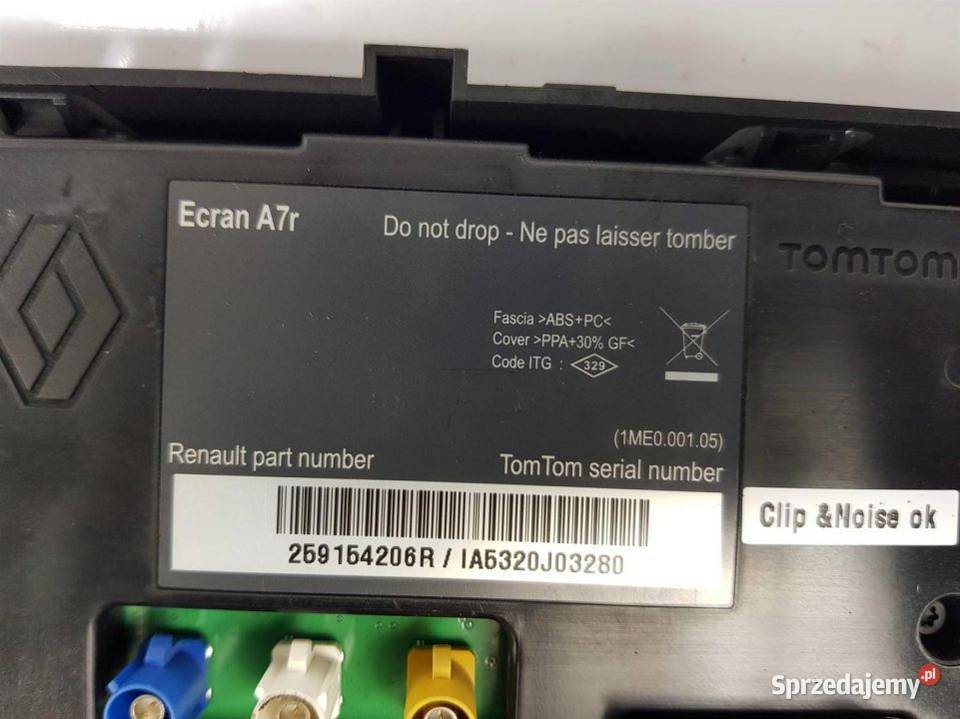 Ecran A7r
Do not drop - Ne pas laisser tomber
TOMTOM
Fascia >ABS+PC<
Cover >PPA+30% GF<
Code ITG : 329
(1ME0.001.05)
Renault part number
TomTom serial number
259154206R / IA5320J03280
Clip &Noise ok
Sprzedajemy.pl